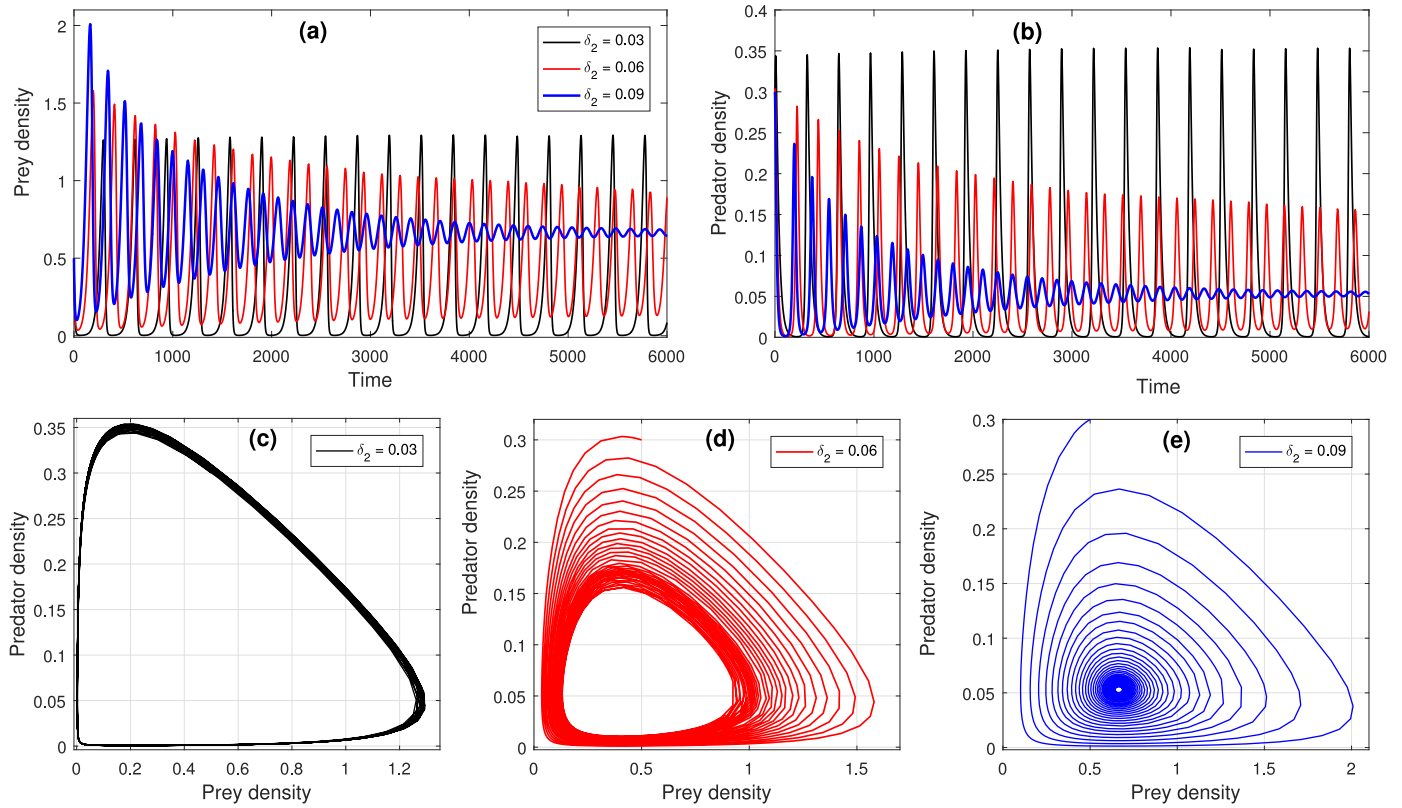 (a)
Prey density
2
1.5
1
0.5
0
0 1000 2000 3000 4000 5000 6000
Time
δ2 = 0.03
δ2 = 0.06
δ2 = 0.09
(b)
Predator density
0.4
0.35
0.3
0.25
0.2
0.15
0.1
0.05
0
0 1000 2000 3000 4000 5000 6000
Time
(c)
δ2 = 0.03
Predator density
0.35
0.3
0.25
0.2
0.15
0.1
0.05
0
0 0.2 0.4 0.6 0.8 1 1.2
Prey density
(d)
δ2 = 0.06
Predator density
0.3
0.25
0.2
0.15
0.1
0.05
0
0 0.5 1 1.5
Prey density
(e)
δ2 = 0.09
Predator density
0.3
0.25
0.2
0.15
0.1
0.05
0
0 0.5 1 1.5 2
Prey density